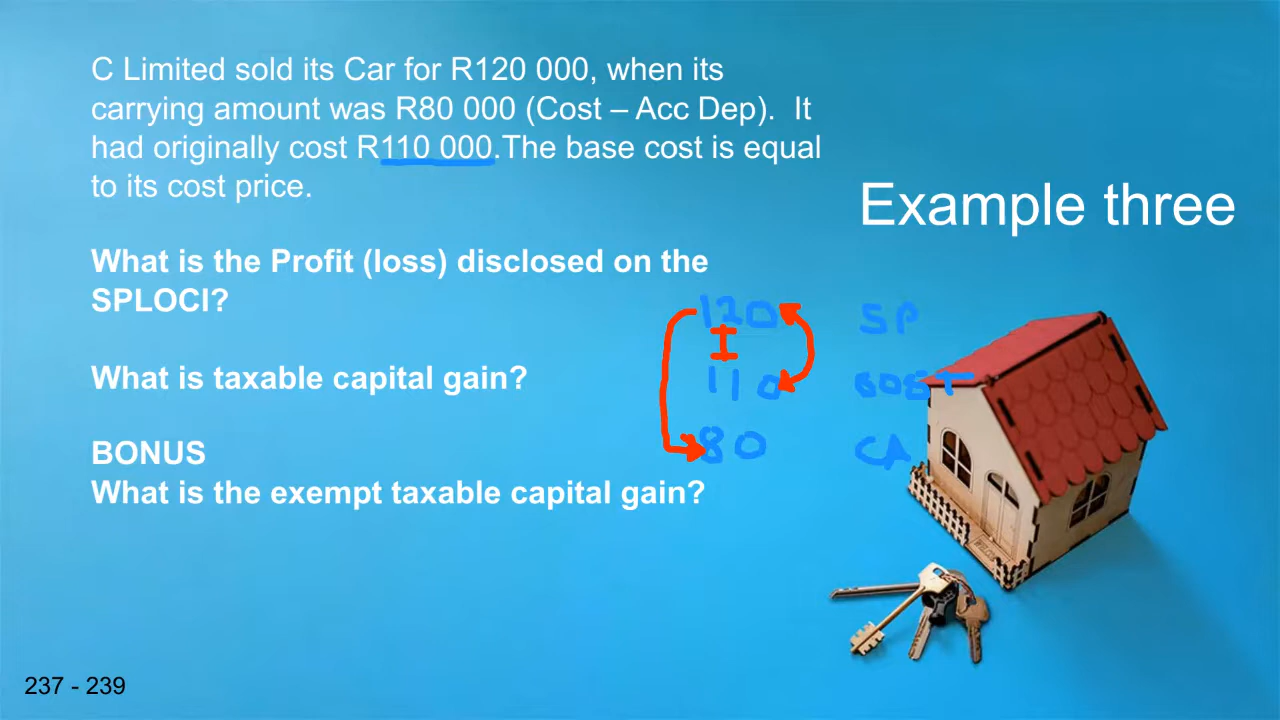 C Limited sold its Car for R120 000, when its
carrying amount was R80 000 (Cost – Acc Dep).  It
had originally cost R110 000.The base cost is equal
to its cost price.
Example three
What is the Profit (loss) disclosed on the
SPLOCI?
120 SP
What is taxable capital gain?
110 COST
80 CA
BONUS
What is the exempt taxable capital gain?
237 - 239